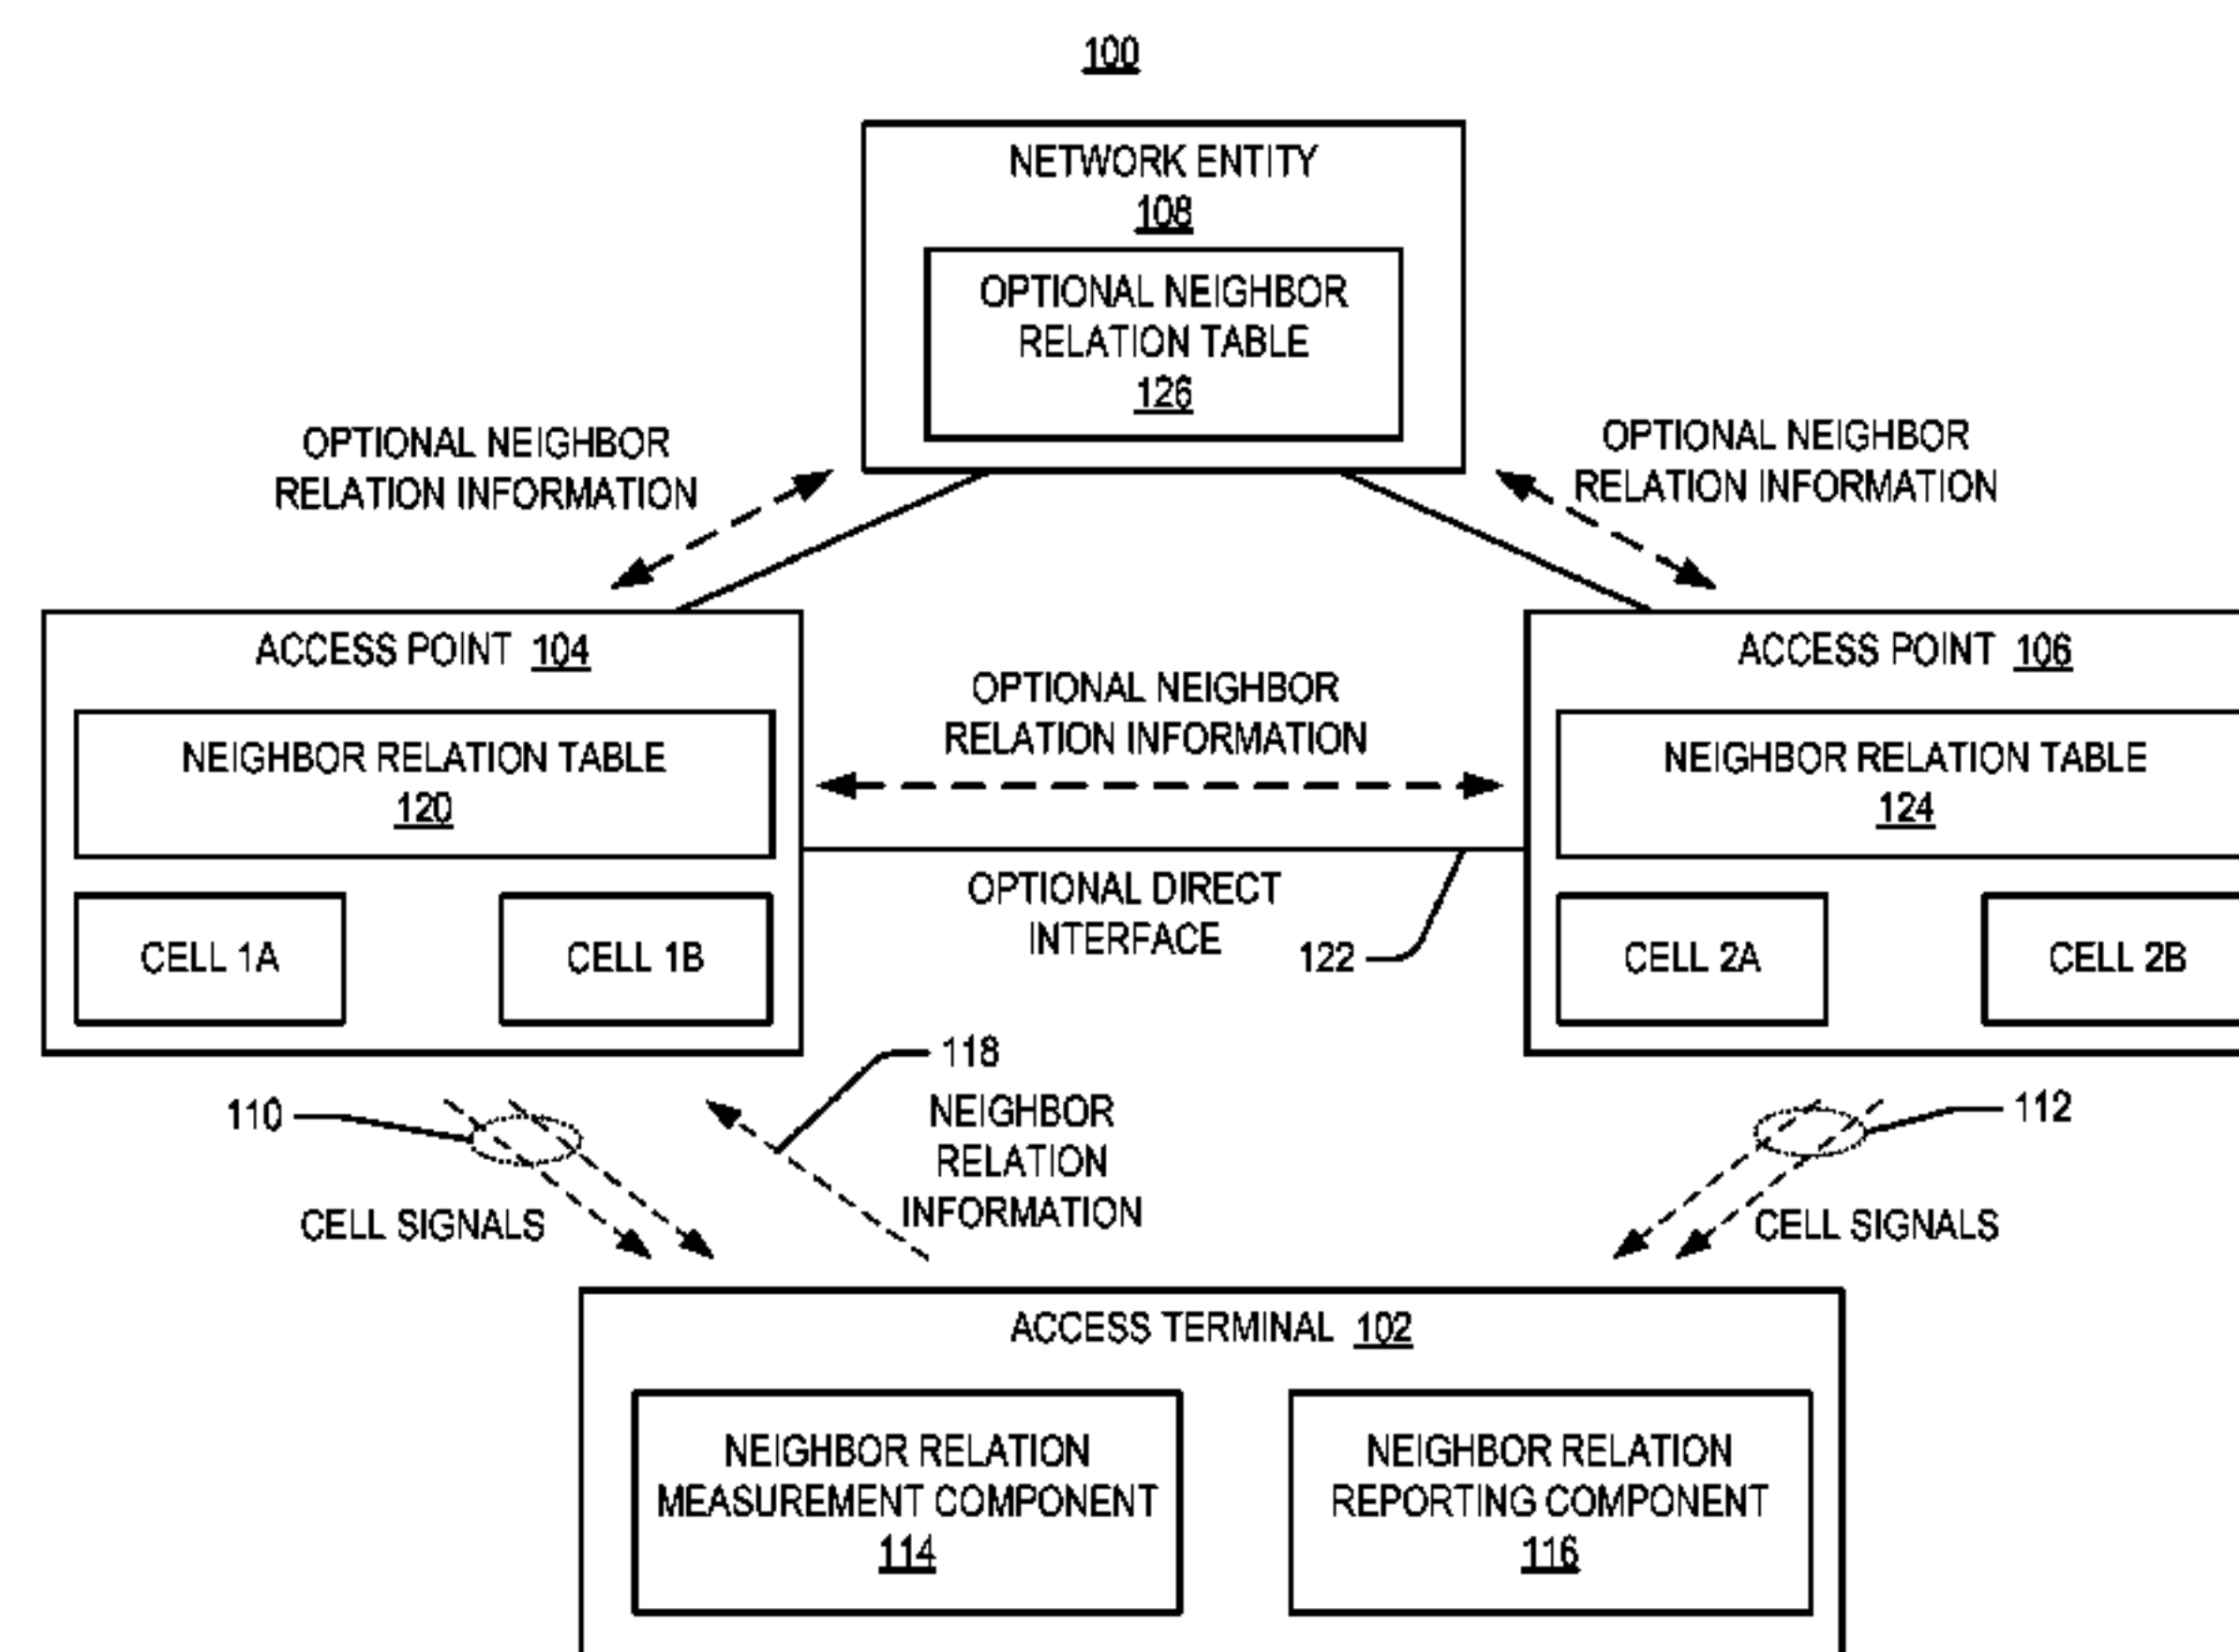 100
NETWORK ENTITY
108
OPTIONAL NEIGHBOR
RELATION TABLE
126
OPTIONAL NEIGHBOR
RELATION INFORMATION
OPTIONAL NEIGHBOR
RELATION INFORMATION
ACCESS POINT 104
NEIGHBOR RELATION TABLE
120
CELL 1A
CELL 1B
OPTIONAL NEIGHBOR
RELATION INFORMATION
OPTIONAL DIRECT
INTERFACE
122
ACCESS POINT 106
NEIGHBOR RELATION TABLE
124
CELL 2A
CELL 2B
110
CELL SIGNALS
118
NEIGHBOR
RELATION
INFORMATION
112
CELL SIGNALS
ACCESS TERMINAL 102
NEIGHBOR RELATION
MEASUREMENT COMPONENT
114
NEIGHBOR RELATION
REPORTING COMPONENT
116